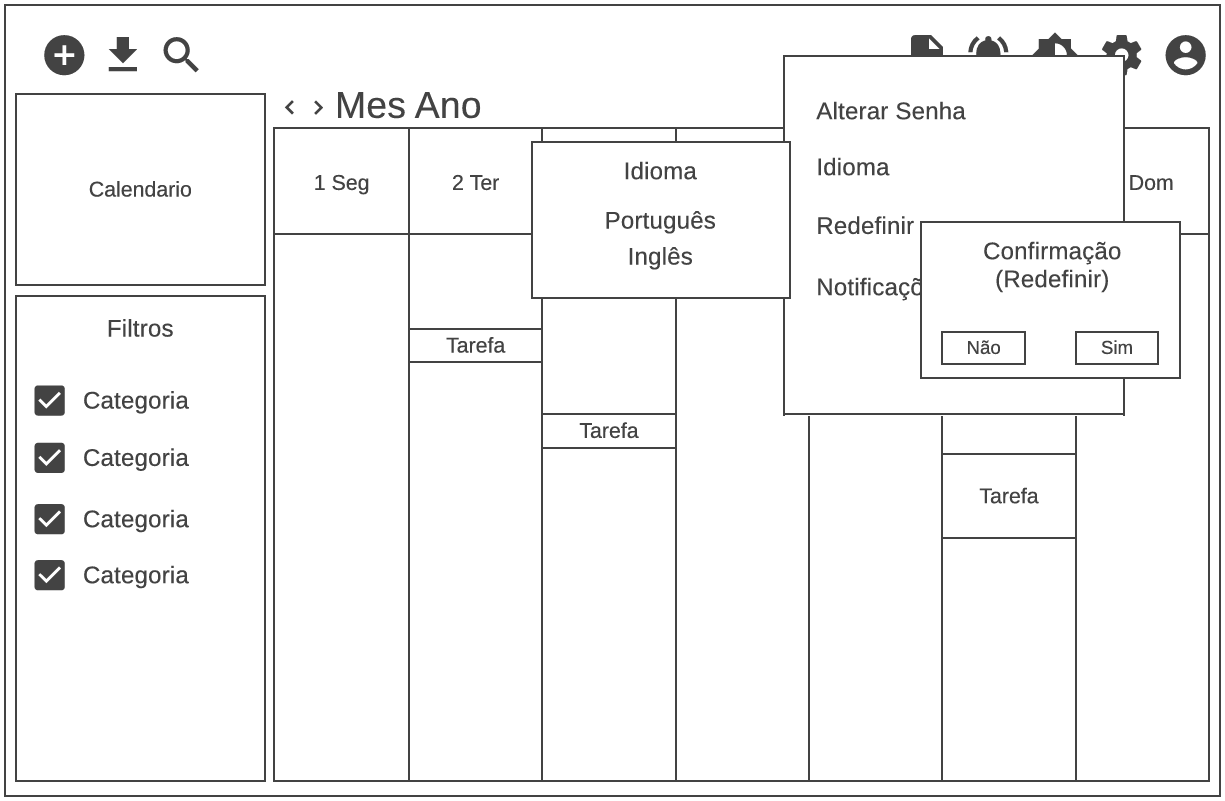 Mes Ano
Calendario
1 Seg
2 Ter
Dom
Filtros
Categoria
Categoria
Categoria
Categoria
Tarefa
Tarefa
Tarefa
Idioma
Português
Inglês
Alterar Senha
Idioma
Redefinir
Notificaçõ
Confirmação
(Redefinir)
Não
Sim